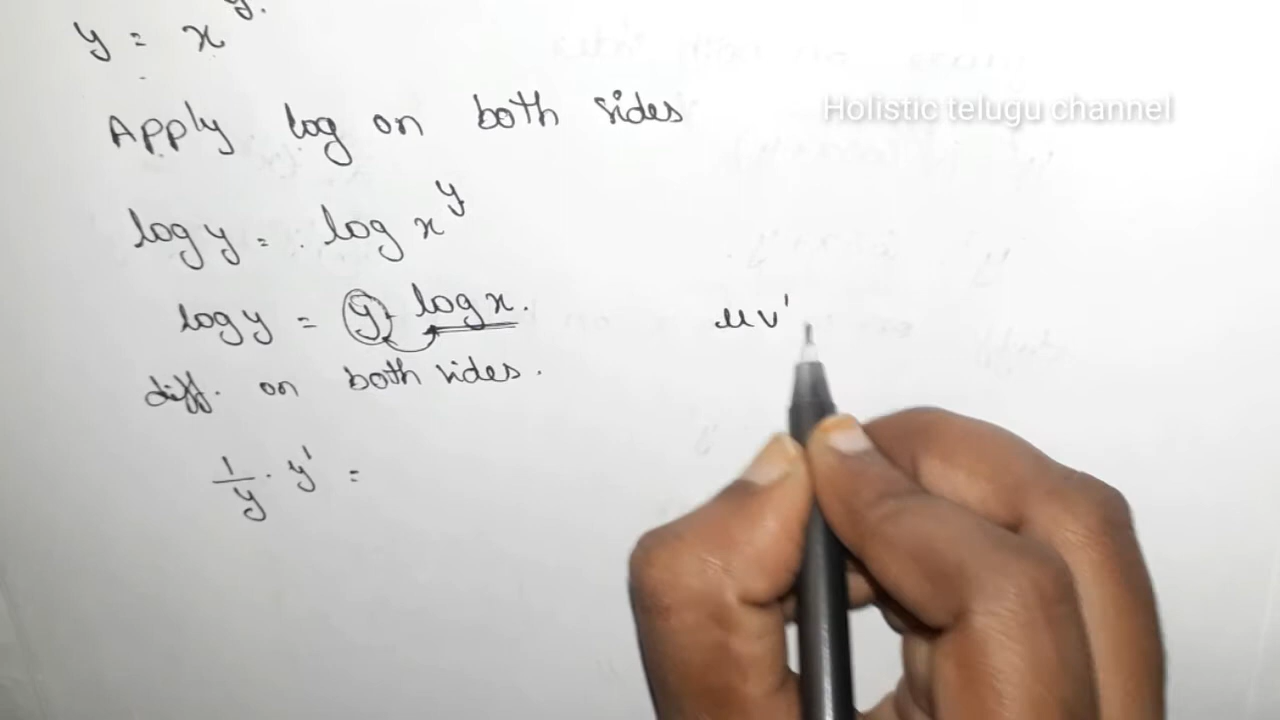 y = x^y.
Apply log on both sides
Holistic telugu channel
log y = log x^y
log y = y log x.
uv'
diff. on both sides.
1/y . y' =